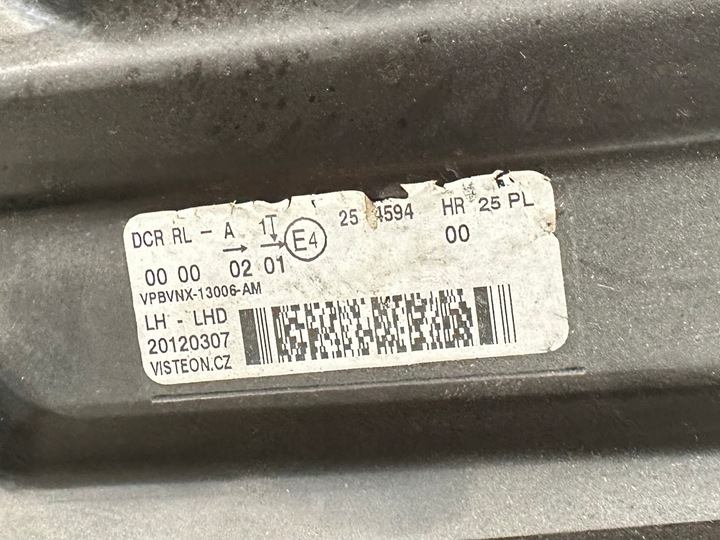 DCR RL - A 1T E4 25 4594 HR 25 PL
00 00 02 01 00
VPBVNX-13006-AM
LH - LHD
20120307
VISTEON.CZ